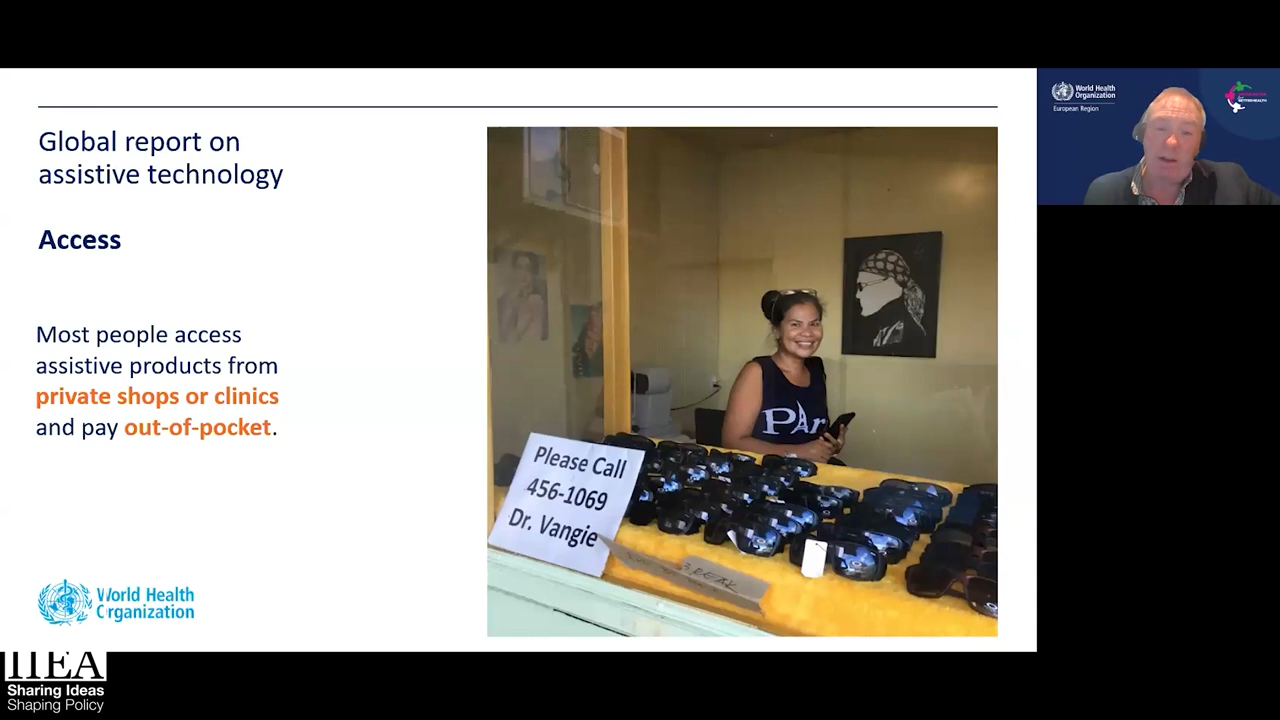 Global report on
assistive technology
Access
Most people access
assistive products from
private shops or clinics
and pay out-of-pocket.
World Health
Organization
Please Call
456-1069
Dr. Vangie
BREAK
PAr
World Health
Organization
European Region
IIEA
Sharing Ideas
Shaping Policy